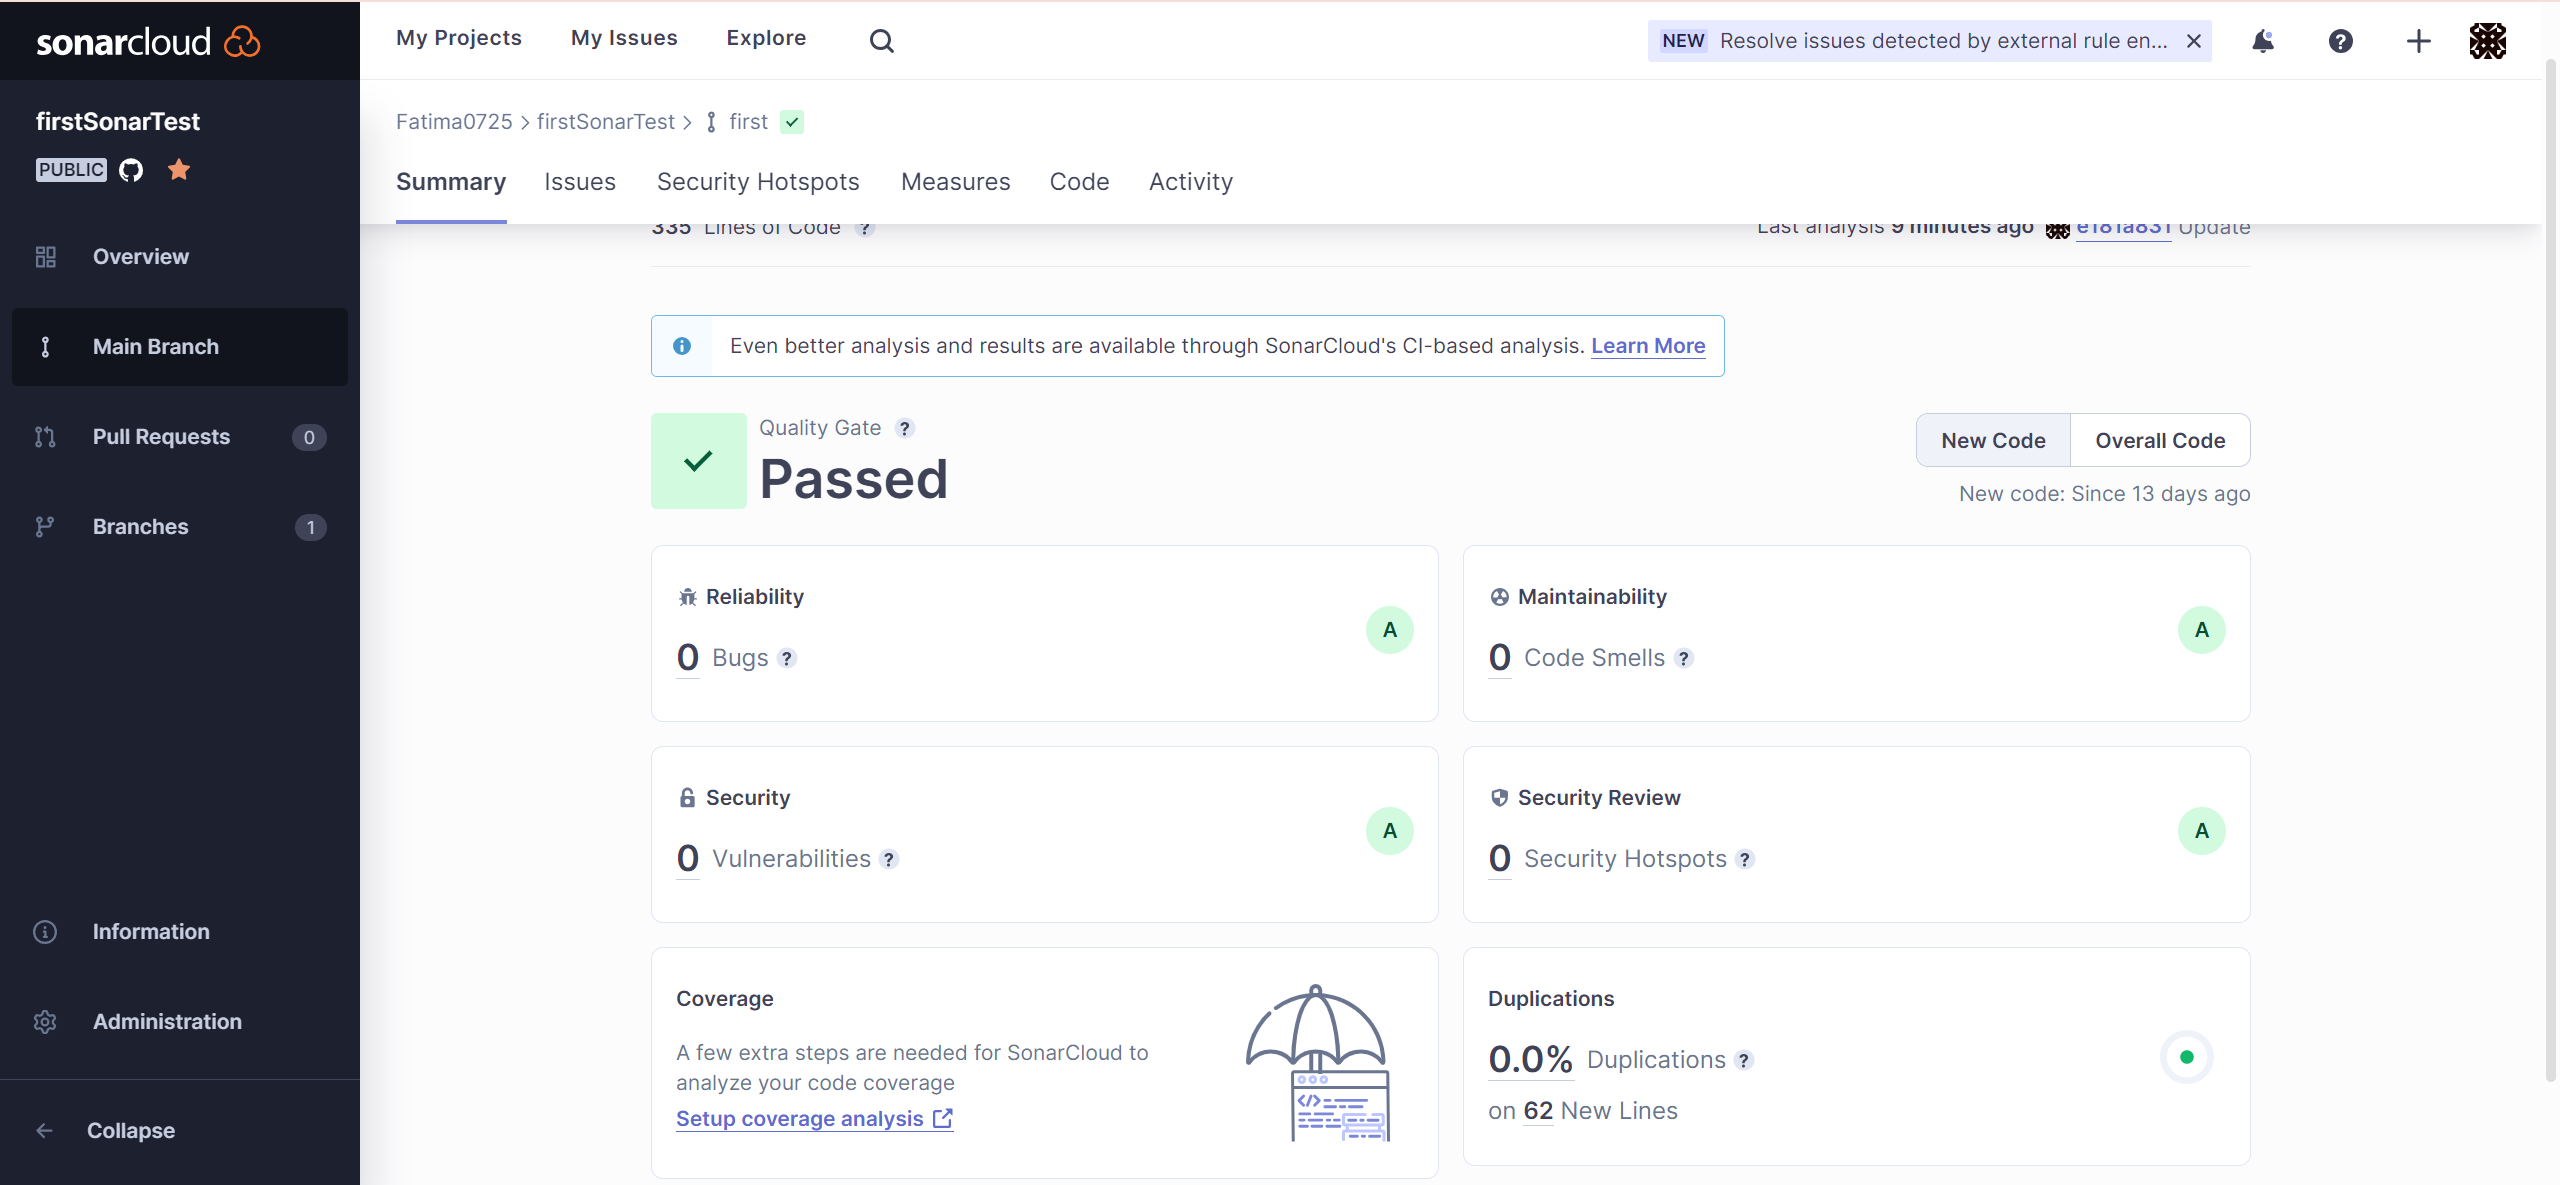 sonarcloud
My Projects My Issues Explore
NEW Resolve issues detected by external rule en...
firstSonarTest
PUBLIC
Overview
Main Branch
Pull Requests 0
Branches 1
Information
Administration
Collapse
Fatima0725 > firstSonarTest > first
Summary Issues Security Hotspots Measures Code Activity
335 Lines of Code ?
Last analysis 9 minutes ago e181a831 Update
Even better analysis and results are available through SonarCloud's CI-based analysis. Learn More
Quality Gate ?
Passed
New Code Overall Code
New code: Since 13 days ago
Reliability
0 Bugs ?
A
Maintainability
0 Code Smells ?
A
Security
0 Vulnerabilities ?
A
Security Review
0 Security Hotspots ?
A
Coverage
A few extra steps are needed for SonarCloud to
analyze your code coverage
Setup coverage analysis
Duplications
0.0% Duplications ?
on 62 New Lines